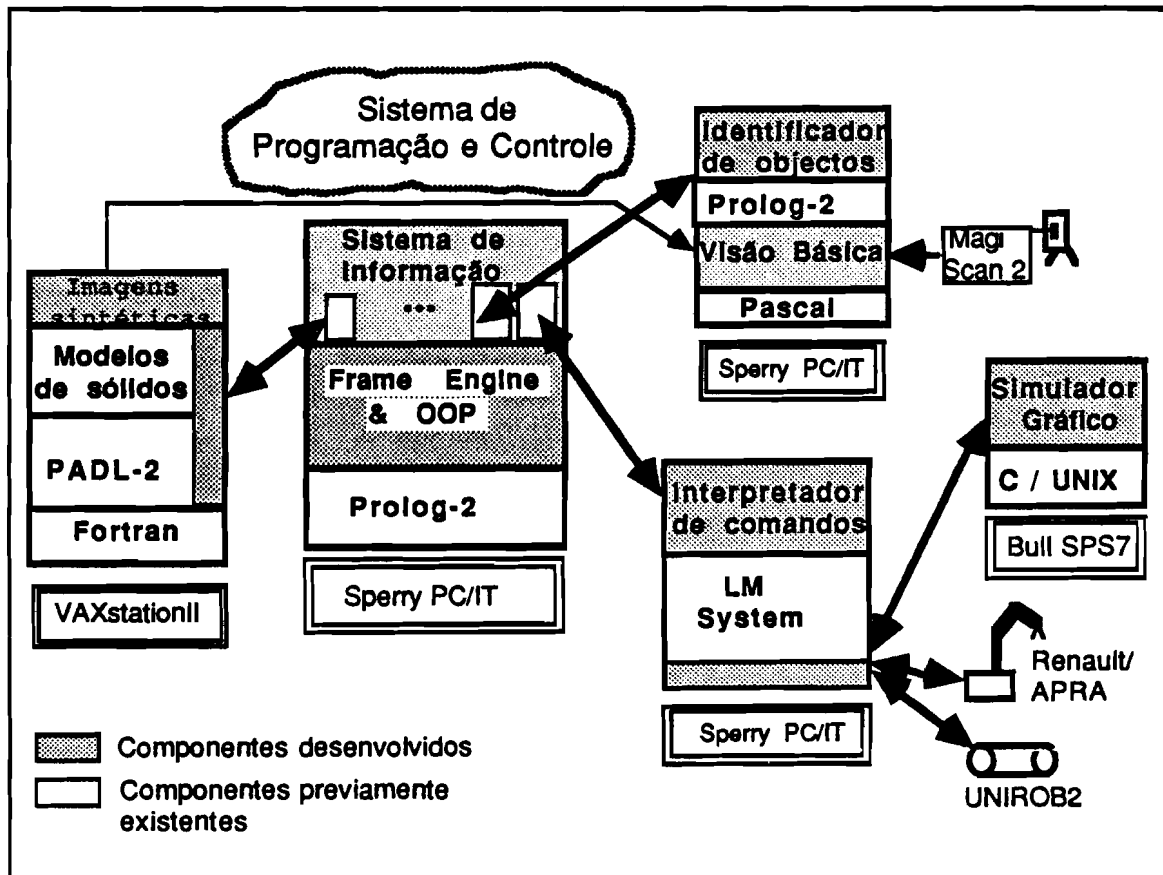 Sistema de
Programação e Controle
Identificador
de objectos
Prolog-2
Visão Básica
Pascal
Sperry PC/IT
Magi
Scan 2
Sistema de
Informação
...
Frame Engine
& OOP
Prolog-2
Sperry PC/IT
Imagens
sintéricas
Modelos
de sólidos
PADL-2
Fortran
VAXstationII
Interpretador
de comandos
LM
System
Sperry PC/IT
Simulador
Gráfico
C / UNIX
Bull SPS7
Renault/
APRA
UNIROB2
Componentes desenvolvidos
Componentes previamente
existentes